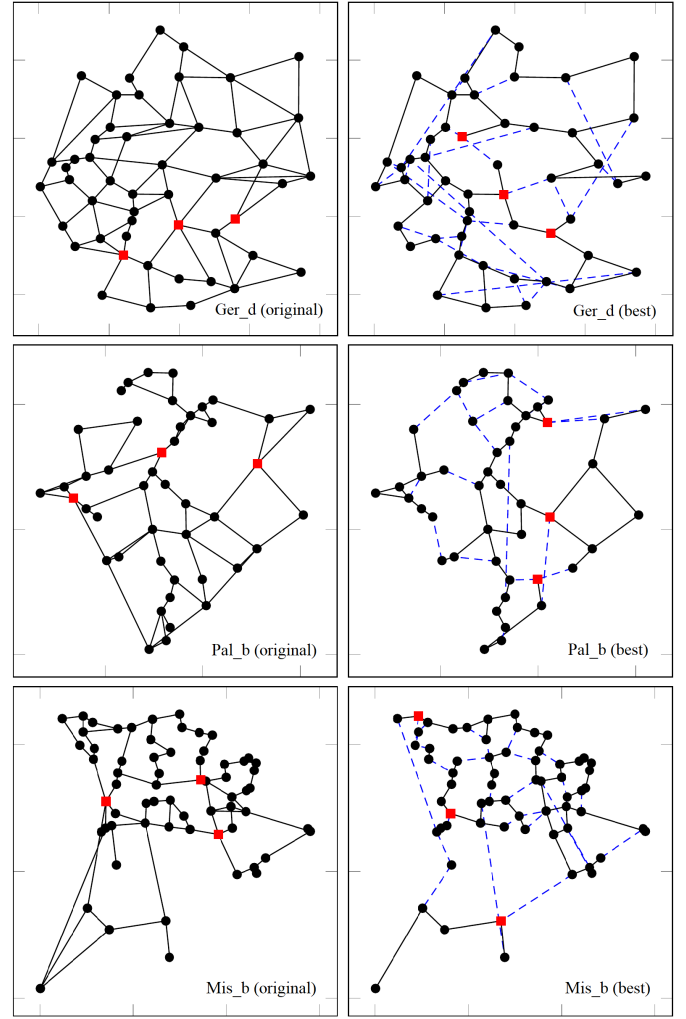 Ger_d (original)
Ger_d (best)
Pal_b (original)
Pal_b (best)
Mis_b (original)
Mis_b (best)